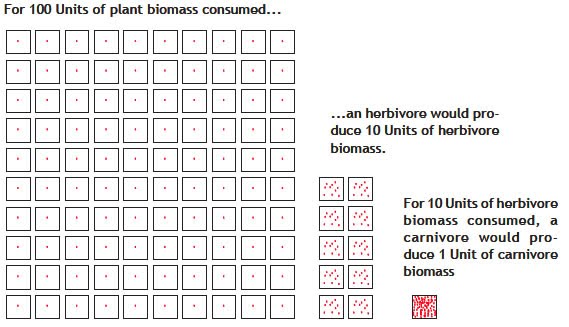 For 100 Units of plant biomass consumed...
...an herbivore would pro-
duce 10 Units of herbivore
biomass.
For 10 Units of herbivore
biomass consumed, a
carnivore would pro-
duce 1 Unit of carnivore
biomass